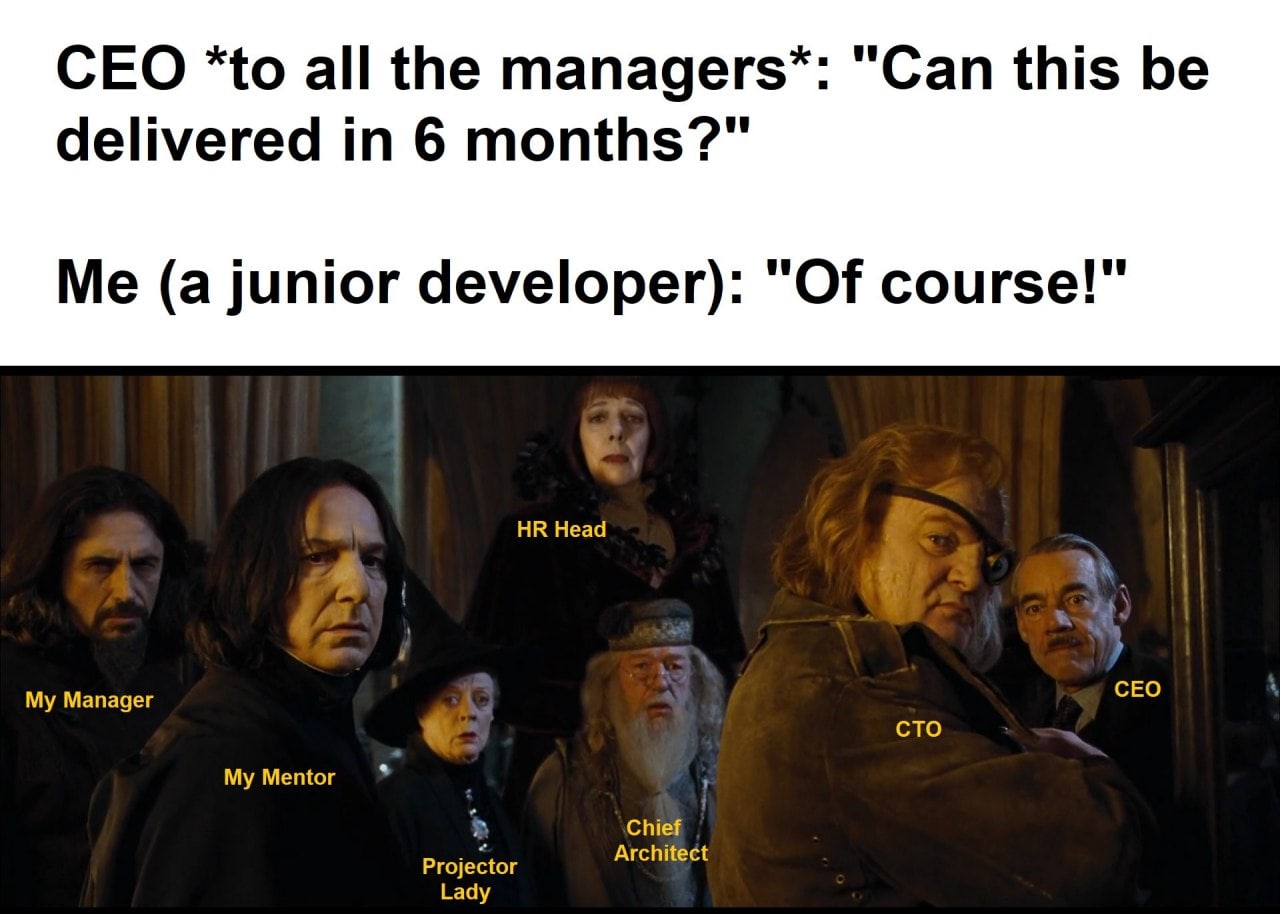 CEO *to all the managers*: "Can this be
delivered in 6 months?"
Me (a junior developer): "Of course!"
HR Head
My Manager
CEO
CTO
My Mentor
Chief
Architect
Projector
Lady